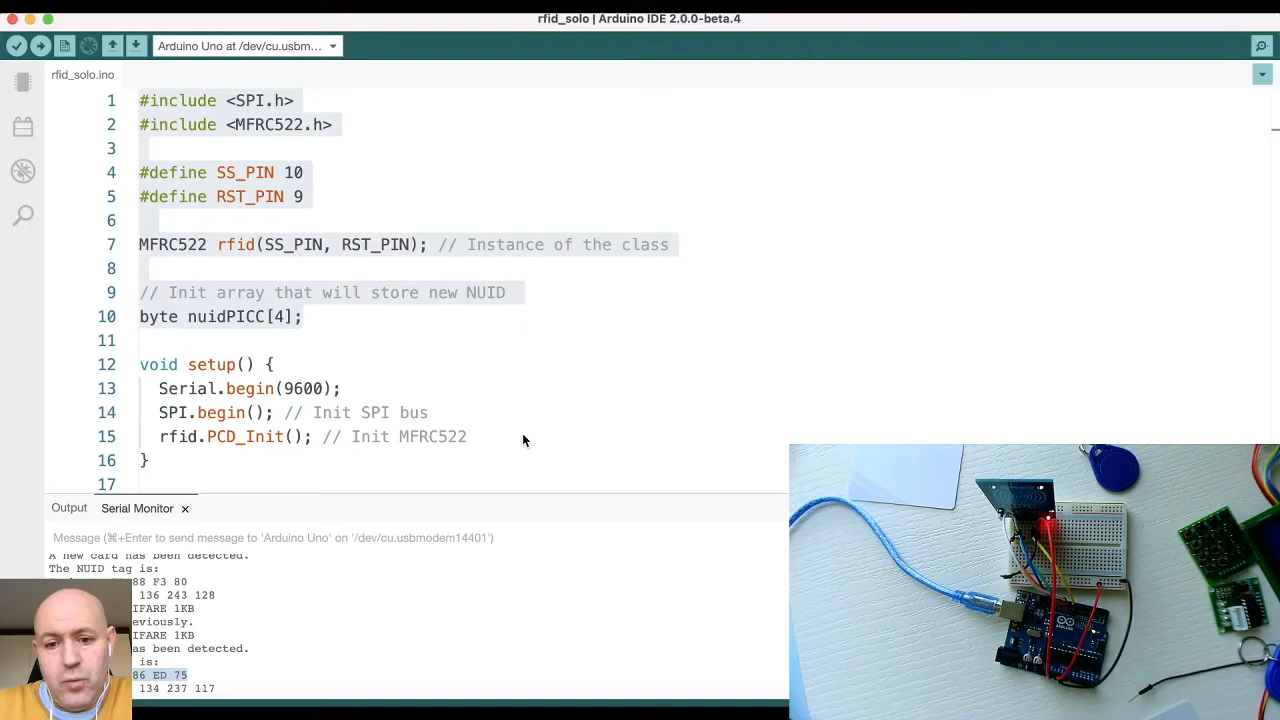 rfid_solo | Arduino IDE 2.0.0-beta.4
Arduino Uno at /dev/cu.usbm...
rfid_solo.ino
1 #include <SPI.h>
2 #include <MFRC522.h>
3
4 #define SS_PIN 10
5 #define RST_PIN 9
6
7 MFRC522 rfid(SS_PIN, RST_PIN); // Instance of the class
8
9 // Init array that will store new NUID
10 byte nuidPICC[4];
11
12 void setup() {
13 Serial.begin(9600);
14 SPI.begin(); // Init SPI bus
15 rfid.PCD_Init(); // Init MFRC522
16 }
17
Output Serial Monitor
Message (⌘+Enter to send message to 'Arduino Uno' on '/dev/cu.usbmodem14401')
A new card has been detected.
The NUID tag is:
88 F3 80
136 243 128
IFARE 1KB
eviously.
IFARE 1KB
has been detected.
is:
86 ED 75
134 237 117